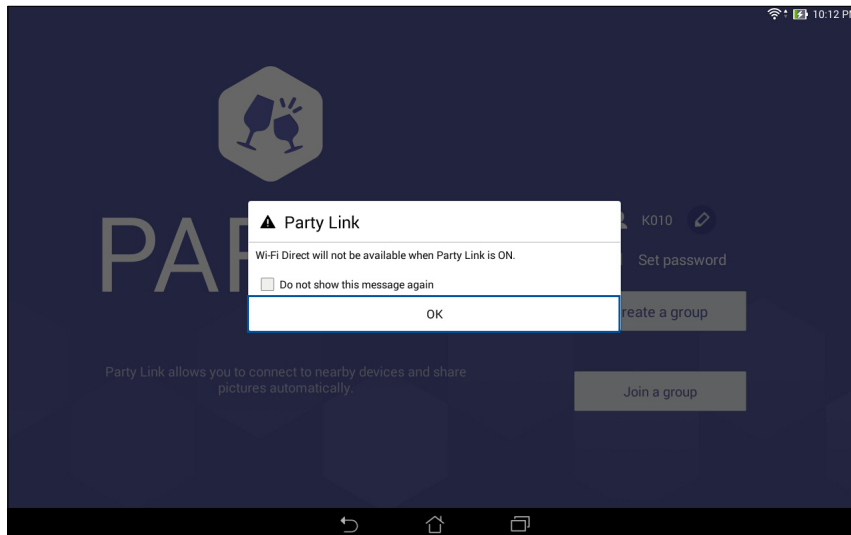 10:12 PM
PAR
Party Link
Wi-Fi Direct will not be available when Party Link is ON.
Do not show this message again
OK
K010
Set password
reate a group
Party Link allows you to connect to nearby devices and share
pictures automatically.
Join a group